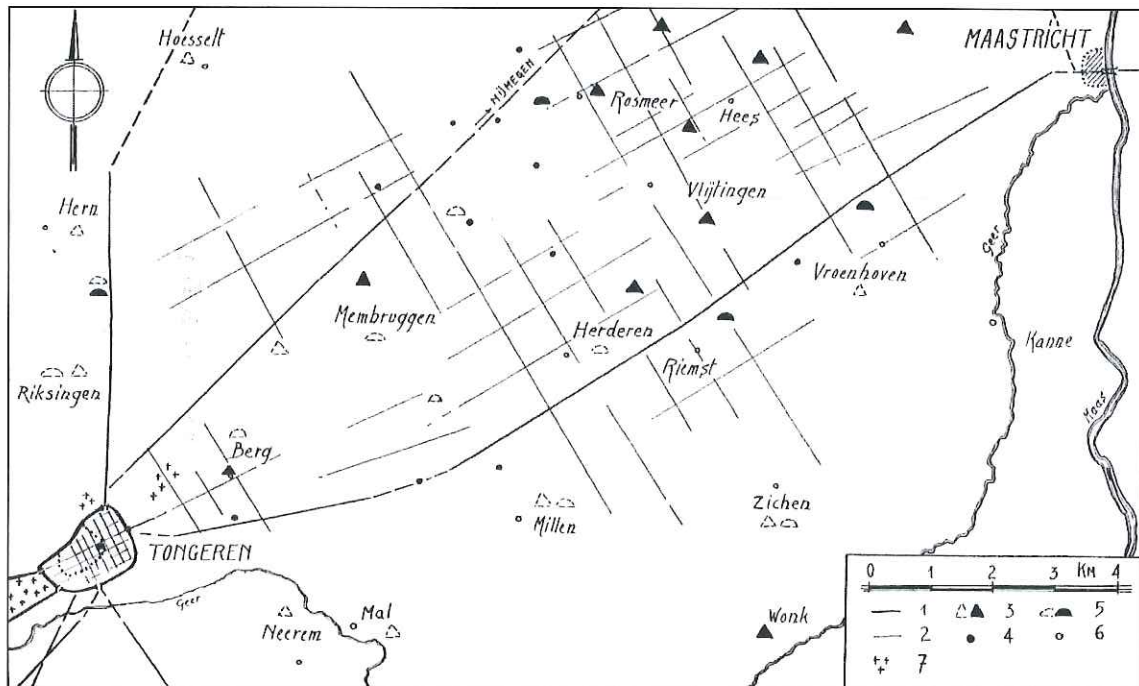 Hoesselt
MAASTRICHT
NIJMEGEN
Rosmeer
Hees
Hern
Vlijtingen
Geer
Vroenhoven
Membruggen
Herderen
Kanne
Riemst
Riksingen
Maas
Berg
Zichen
Millen
TONGEREN
0 1 2 3 KM 4
Geer
1 3 5
Neerem
Mal
Wonk
2 4 6
7